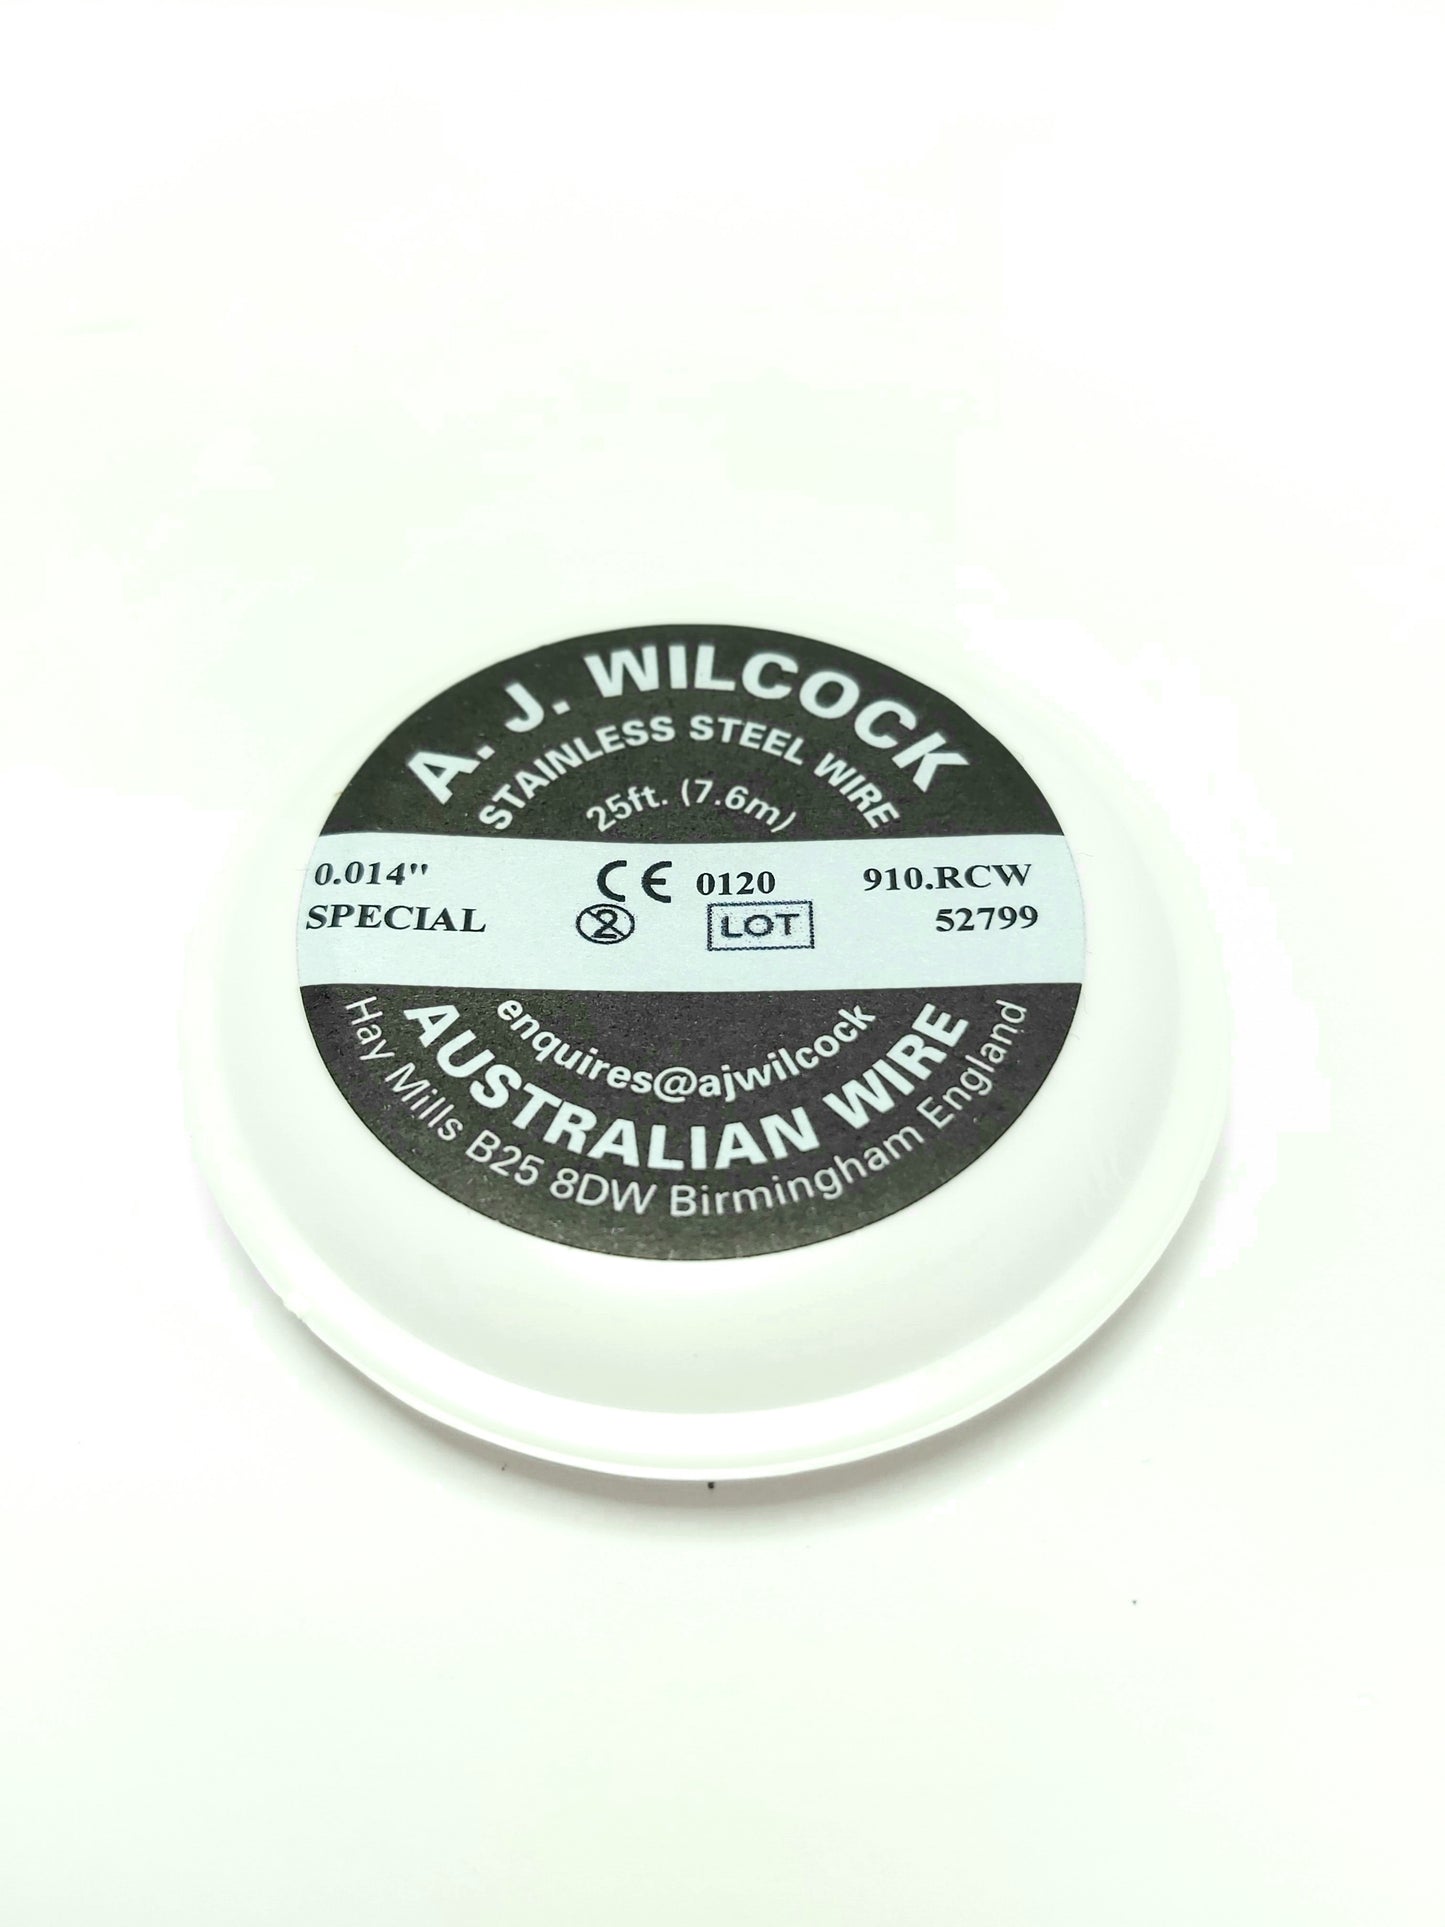 A. J. WILCOCK
STAINLESS STEEL WIRE
25ft. (7.6m)
0.014" CE 0120 910.RCW
SPECIAL 2 LOT 52799
enquires@ajwilcock
AUSTRALIAN WIRE
Hay Mills B25 8DW Birmingham England